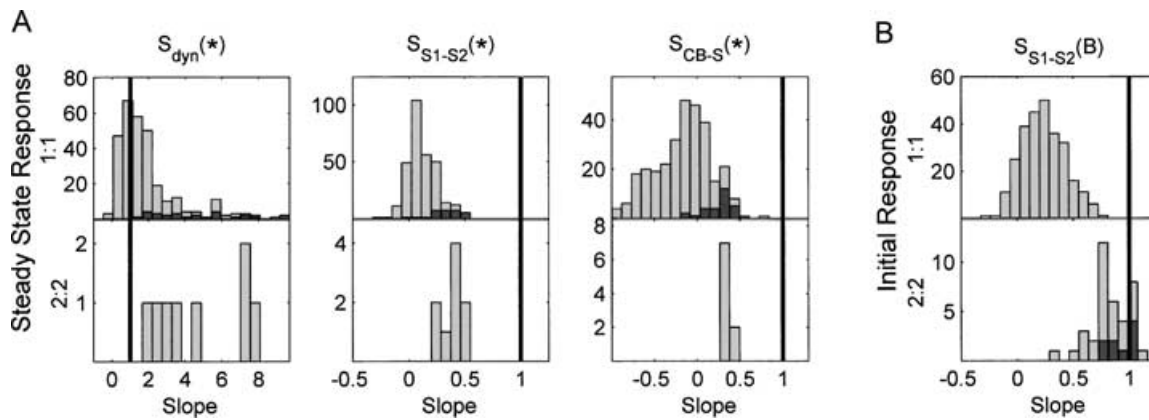 A
Steady State Response
1:1
2:2
S_dyn(*)
80
60
40
20
2
1
0 2 4 6 8
Slope
S_S1-S2(*)
100
50
4
2
-0.5 0 0.5 1
Slope
S_CB-S(*)
40
20
8
6
4
2
-0.5 0 0.5 1
Slope
B
Initial Response
1:1
2:2
S_S1-S2(B)
60
40
20
10
5
-0.5 0 0.5 1
Slope